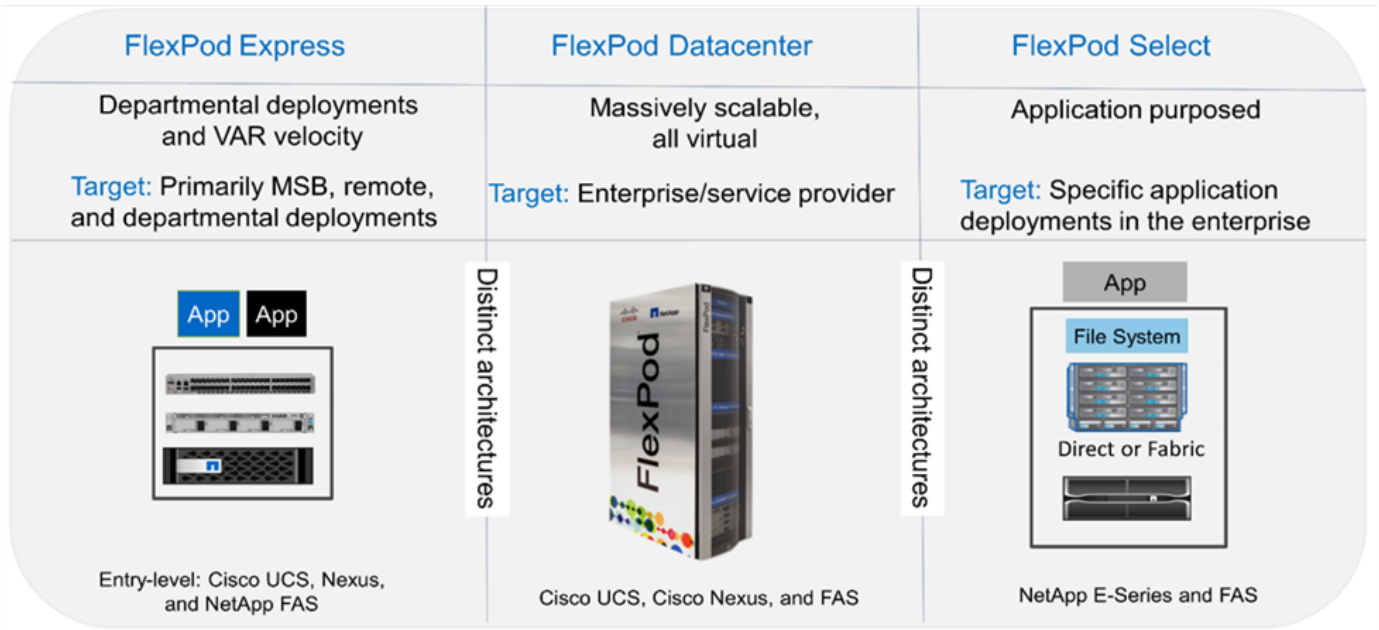 FlexPod Express
Departmental deployments
and VAR velocity
Target: Primarily MSB, remote,
and departmental deployments
App App
Entry-level: Cisco UCS, Nexus,
and NetApp FAS
Distinct architectures
FlexPod Datacenter
Massively scalable,
all virtual
Target: Enterprise/service provider
CISCO NetApp
FlexPod
FlexPod
Cisco UCS, Cisco Nexus, and FAS
Distinct architectures
FlexPod Select
Application purposed
Target: Specific application
deployments in the enterprise
App
File System
Direct or Fabric
NetApp E-Series and FAS